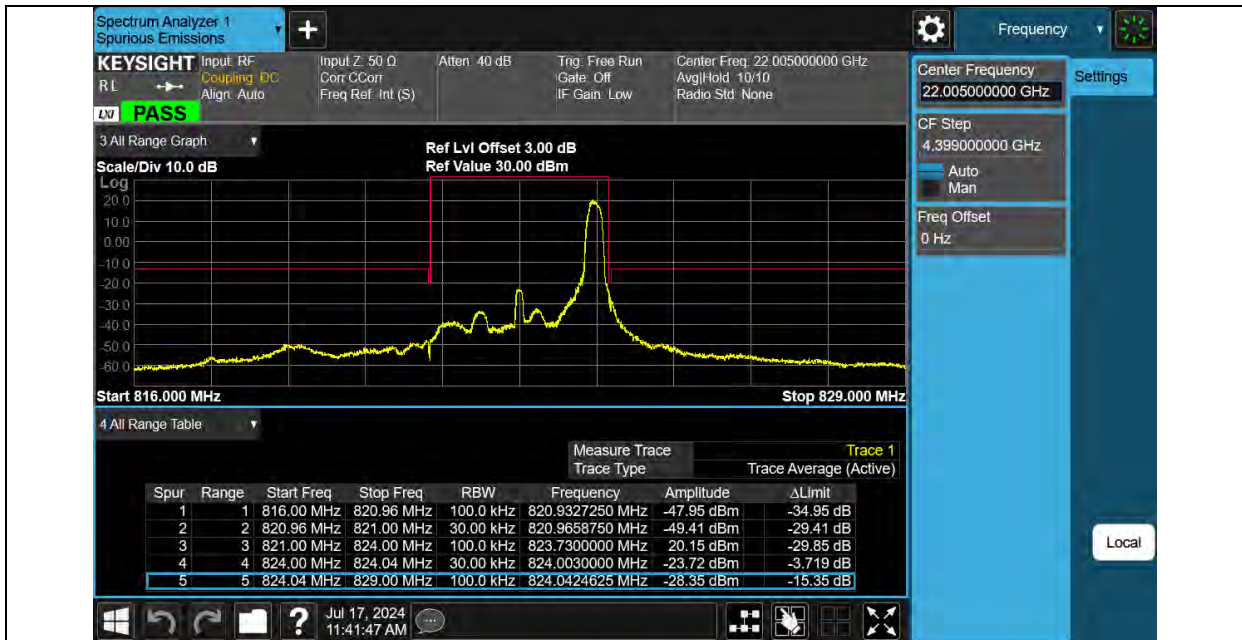 Spectrum Analyzer 1
Spurious Emissions
Frequency
KEYSIGHT
R L
LXI
PASS
Input: RF
Coupling: DC
Align: Auto
Input Z: 50 Ω
Corr CCorr
Freq Ref: Int (S)
Atten: 40 dB
Trig: Free Run
Gate: Off
IF Gain: Low
Center Freq: 22.005000000 GHz
Avg|Hold: 10/10
Radio Std: None
Center Frequency
22.005000000 GHz
Settings
CF Step
4.399000000 GHz
Auto
Man
Freq Offset
0 Hz
Local
3 All Range Graph
Scale/Div 10.0 dB
Ref Lvl Offset 3.00 dB
Ref Value 30.00 dBm
Log
20.0
10.0
0.00
-10.0
-20.0
-30.0
-40.0
-50.0
-60.0
Start 816.000 MHz
Stop 829.000 MHz
4 All Range Table
Measure Trace Trace 1
Trace Type Trace Average (Active)
Spur Range Start Freq Stop Freq RBW Frequency Amplitude ΔLimit
1 1 816.00 MHz 820.96 MHz 100.0 kHz 820.9327250 MHz -47.95 dBm -34.95 dB
2 2 820.96 MHz 821.00 MHz 30.00 kHz 820.9658750 MHz -49.41 dBm -29.41 dB
3 3 821.00 MHz 824.00 MHz 100.0 kHz 823.7300000 MHz 20.15 dBm -29.85 dB
4 4 824.00 MHz 824.04 MHz 30.00 kHz 824.0030000 MHz -23.72 dBm -3.719 dB
5 5 824.04 MHz 829.00 MHz 100.0 kHz 824.0424625 MHz -28.35 dBm -15.35 dB
?
Jul 17, 2024
11:41:47 AM